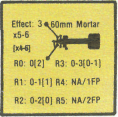 Effect: 3 60mm Mortar
x5-6
[x4-6]
R0: 0[2] R3: 0-3[0-1]
R1: 0-1[1] R4: NA/1FP
R2: 0-2[0] R5: NA/2FP